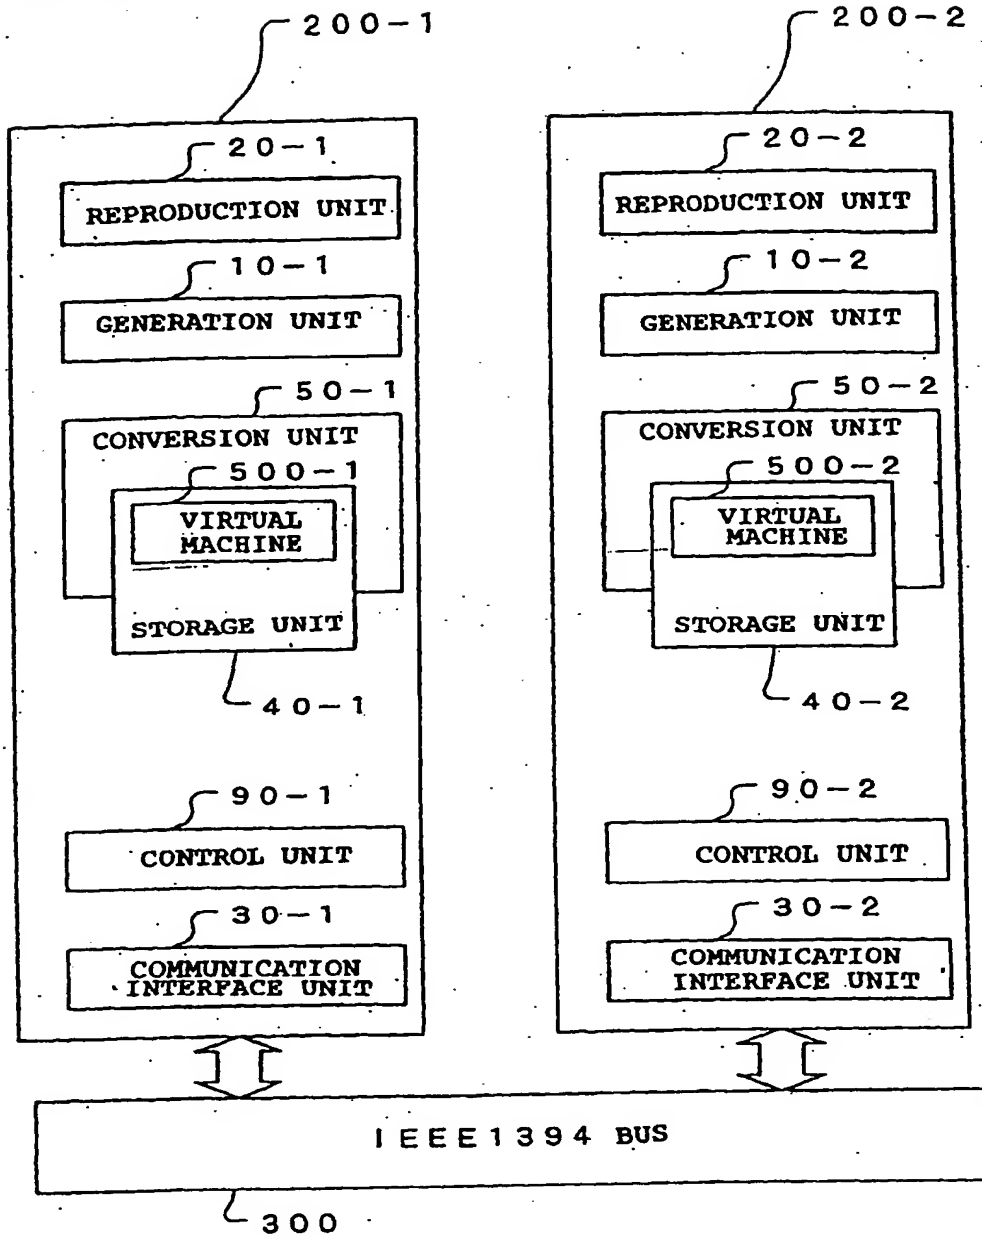 200-1
20-1
REPRODUCTION UNIT
10-1
GENERATION UNIT
50-1
CONVERSION UNIT
500-1
VIRTUAL
MACHINE
STORAGE UNIT
40-1
90-1
CONTROL UNIT
30-1
COMMUNICATION
INTERFACE UNIT
200-2
20-2
REPRODUCTION UNIT
10-2
GENERATION UNIT
50-2
CONVERSION UNIT
500-2
VIRTUAL
MACHINE
STORAGE UNIT
40-2
90-2
CONTROL UNIT
30-2
COMMUNICATION
INTERFACE UNIT
IEEE1394 BUS
300